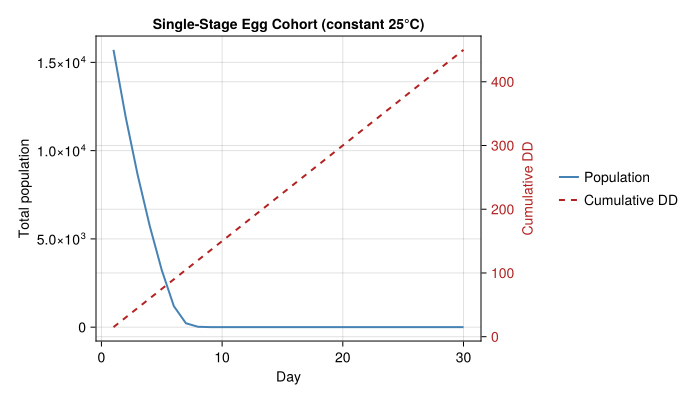 Single-Stage Egg Cohort (constant 25°C)
Total population
1.5×10⁴
1.0×10⁴
5.0×10³
0
400
300
200
100
0
Cumulative DD
0 10 20 30
Day
Population
Cumulative DD